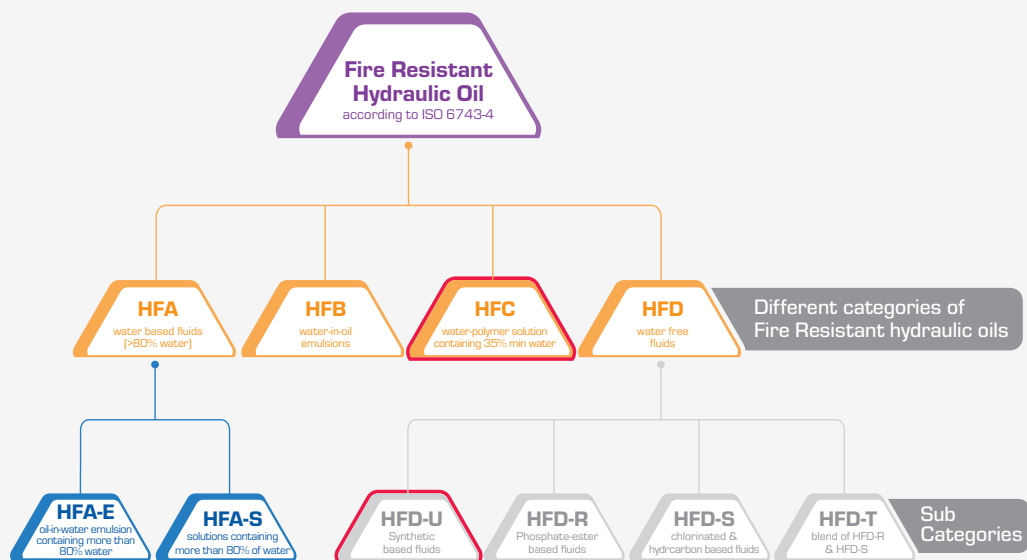 Fire Resistant
Hydraulic Oil
according to ISO 6743-4
HFA
water based fluids
(>80% water)
HFB
water-in-oil
emulsions
HFC
water-polymer solution
containing 35% min water
HFD
water free
fluids
Different categories of
Fire Resistant hydraulic oils
HFA-E
oil-in-water emulsion
containing more than
80% water
HFA-S
solutions containing
more than 80% of water
HFD-U
Synthetic
based fluids
HFD-R
Phosphate-ester
based fluids
HFD-S
chlorinated &
hydrcarbon based fluids
HFD-T
blend of HFD-R
& HFD-S
Sub
Categories